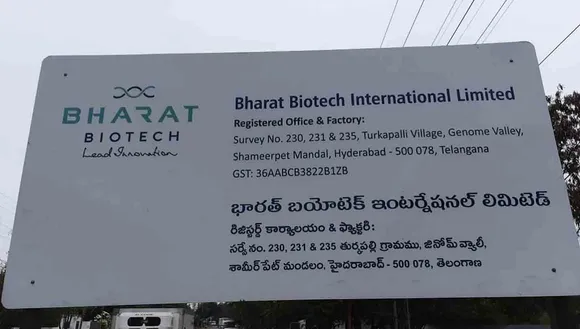 BHARAT
BIOTECH
Lead Innovation
Bharat Biotech International Limited
Registered Office & Factory:
Survey No. 230, 231 & 235, Turkapalli Village, Genome Valley,
Shameerpet Mandal, Hyderabad - 500 078, Telangana
GST: 36AABCB3822B1ZB
భారత్ బయోటెక్ ఇంటర్నేషనల్ లిమిటెడ్
రిజిస్టర్డ్ కార్యాలయం & ఫ్యాక్టరి:
సర్వే నం. 230, 231 & 235 తుర్కపల్లి గ్రామము, జినోమ్ వ్యాలీ,
శామీర్ పేట్ మండలం, హైదరాబాద్ - 500 078, తెలంగాణ